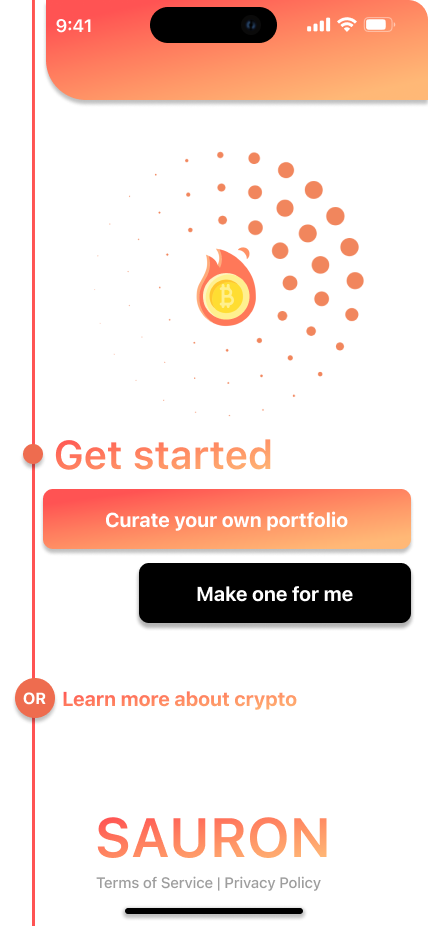 9:41
Get started
Curate your own portfolio
Make one for me
OR Learn more about crypto
SAURON
Terms of Service | Privacy Policy